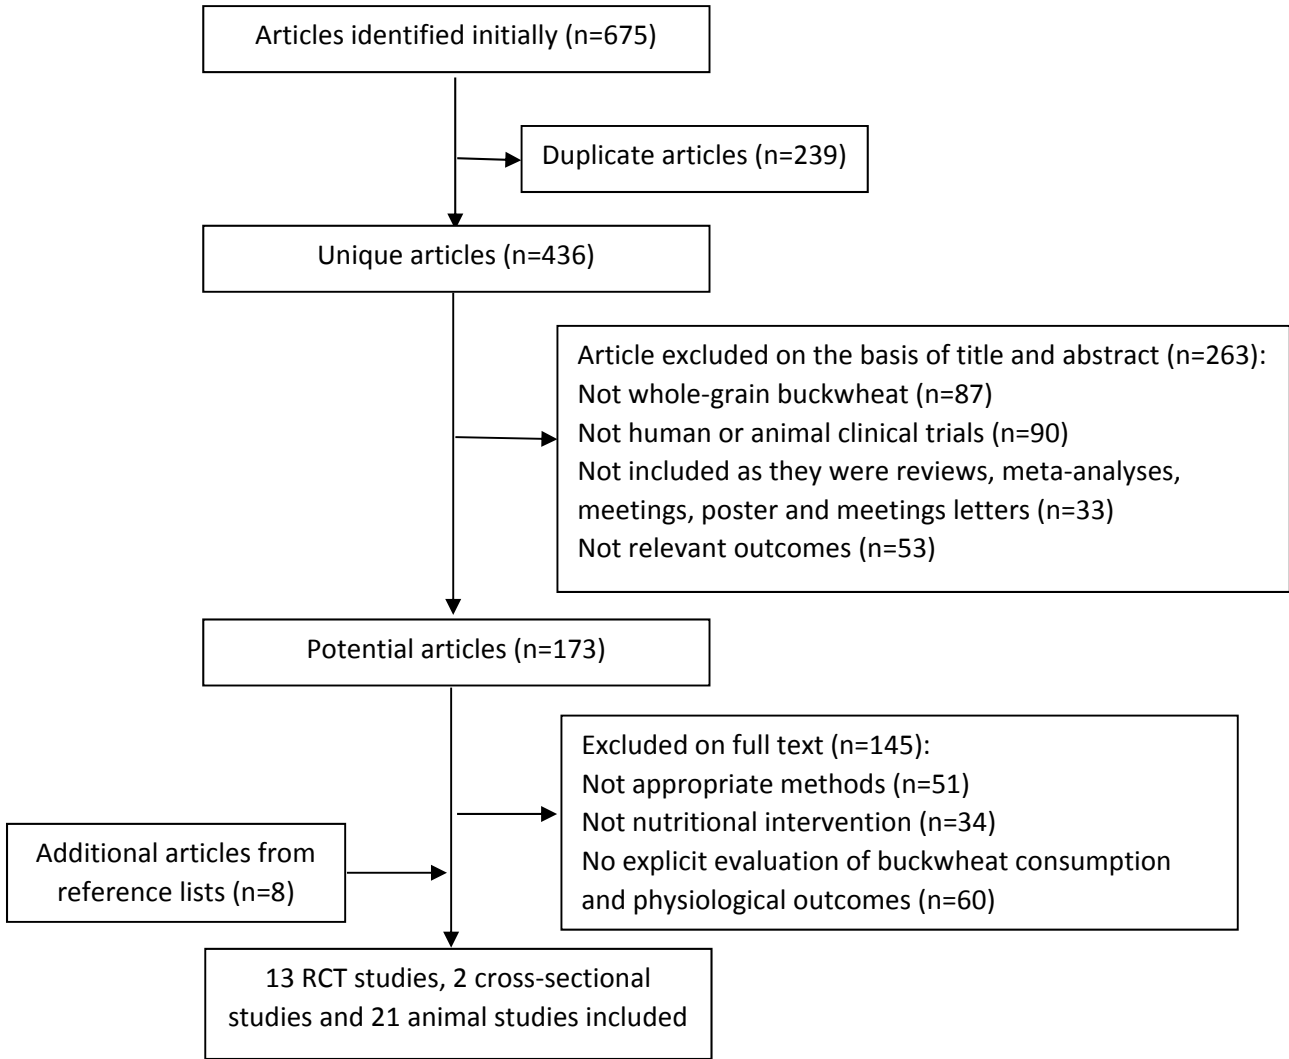 Articles identified initially (n=675)
Duplicate articles (n=239)
Unique articles (n=436)
Article excluded on the basis of title and abstract (n=263):
Not whole-grain buckwheat (n=87)
Not human or animal clinical trials (n=90)
Not included as they were reviews, meta-analyses,
meetings, poster and meetings letters (n=33)
Not relevant outcomes (n=53)
Potential articles (n=173)
Excluded on full text (n=145):
Not appropriate methods (n=51)
Not nutritional intervention (n=34)
No explicit evaluation of buckwheat consumption
and physiological outcomes (n=60)
Additional articles from
reference lists (n=8)
13 RCT studies, 2 cross-sectional
studies and 21 animal studies included